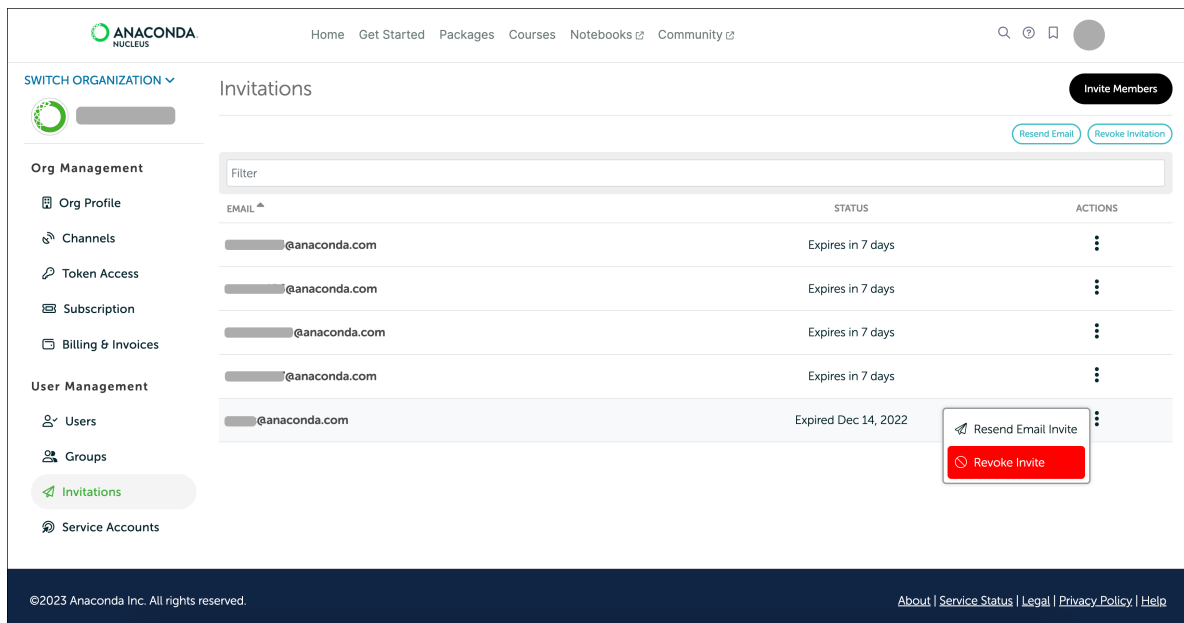 ANACONDA.
NUCLEUS
Home Get Started Packages Courses Notebooks Community
SWITCH ORGANIZATION
Invitations
Invite Members
Resend Email Revoke Invitation
Org Management
Filter
Org Profile
EMAIL STATUS ACTIONS
Channels
@anaconda.com Expires in 7 days
Token Access
@anaconda.com Expires in 7 days
Subscription
@anaconda.com Expires in 7 days
Billing & Invoices
@anaconda.com Expires in 7 days
User Management
Users
@anaconda.com Expired Dec 14, 2022
Resend Email Invite
Groups
Revoke Invite
Invitations
Service Accounts
©2023 Anaconda Inc. All rights reserved.
About | Service Status | Legal | Privacy Policy | Help